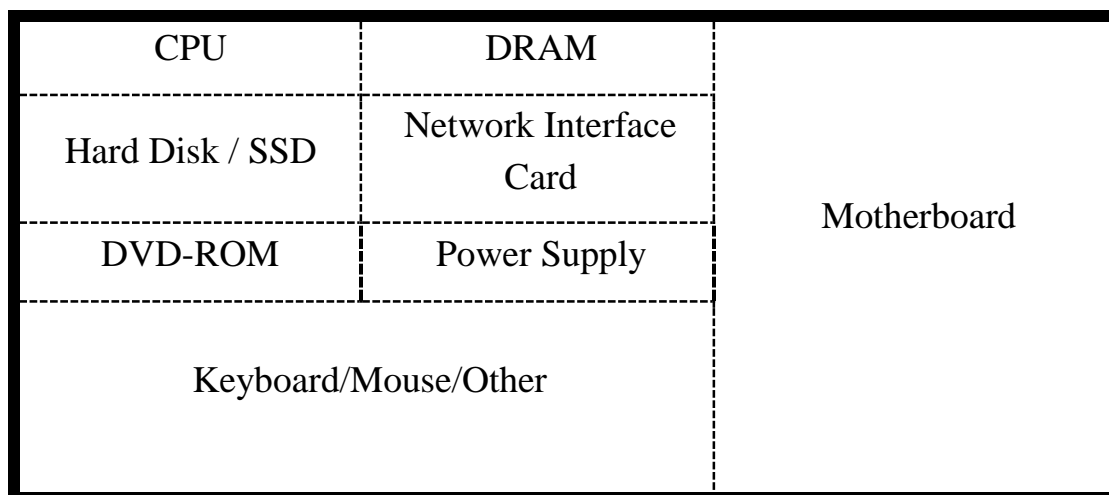 CPU
DRAM
Hard Disk / SSD
Network Interface
Card
Motherboard
DVD-ROM
Power Supply
Keyboard/Mouse/Other